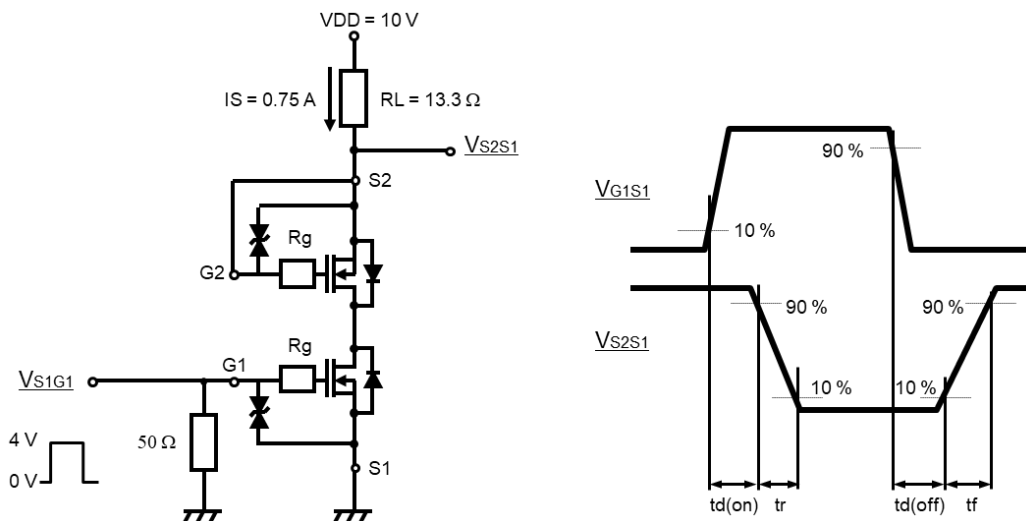 VDD = 10 V
IS = 0.75 A
RL = 13.3 Ω
VS2S1
S2
Rg
G2
Rg
G1
VS1G1
4 V
0 V
50 Ω
S1
90 %
VG1S1
10 %
90 %
90 %
VS2S1
10 %
10 %
td(on)
tr
td(off)
tf